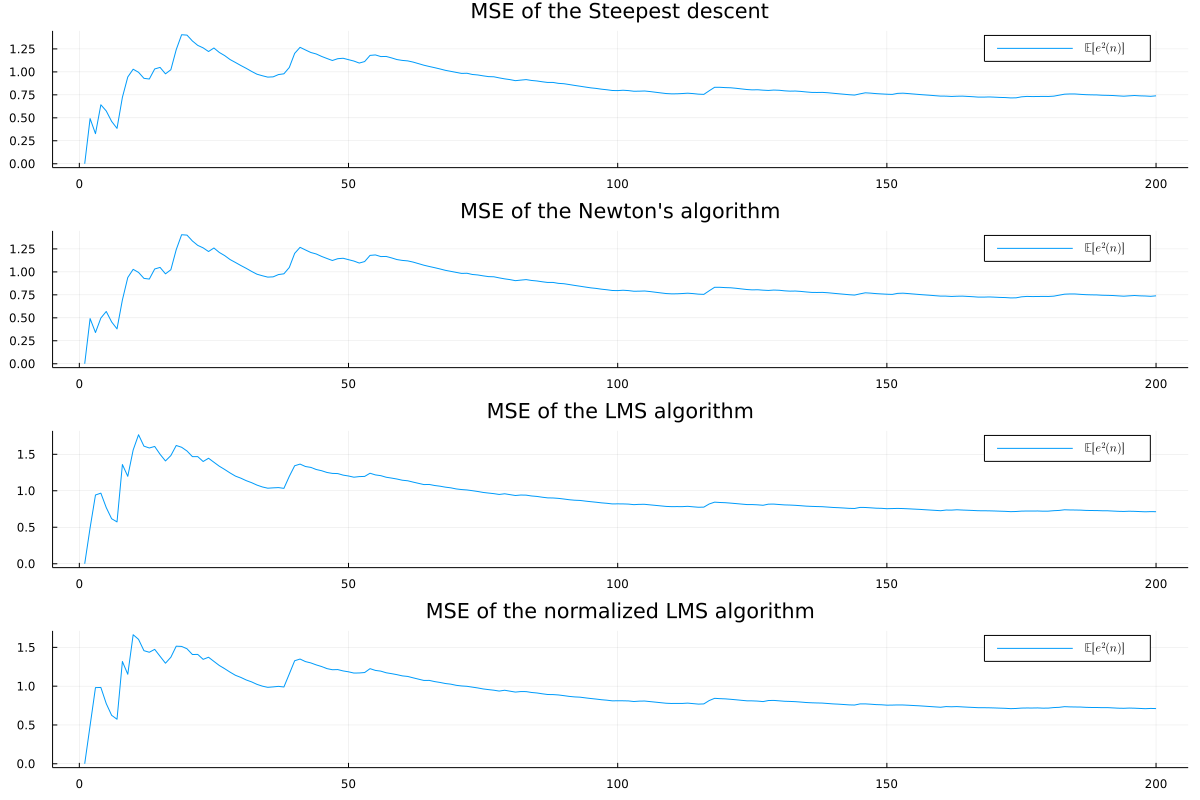 MSE of the Steepest descent
𝔼[e²(n)]
1.25
1.00
0.75
0.50
0.25
0.00
0 50 100 150 200
MSE of the Newton's algorithm
𝔼[e²(n)]
1.25
1.00
0.75
0.50
0.25
0.00
0 50 100 150 200
MSE of the LMS algorithm
𝔼[e²(n)]
1.5
1.0
0.5
0.0
0 50 100 150 200
MSE of the normalized LMS algorithm
𝔼[e²(n)]
1.5
1.0
0.5
0.0
0 50 100 150 200